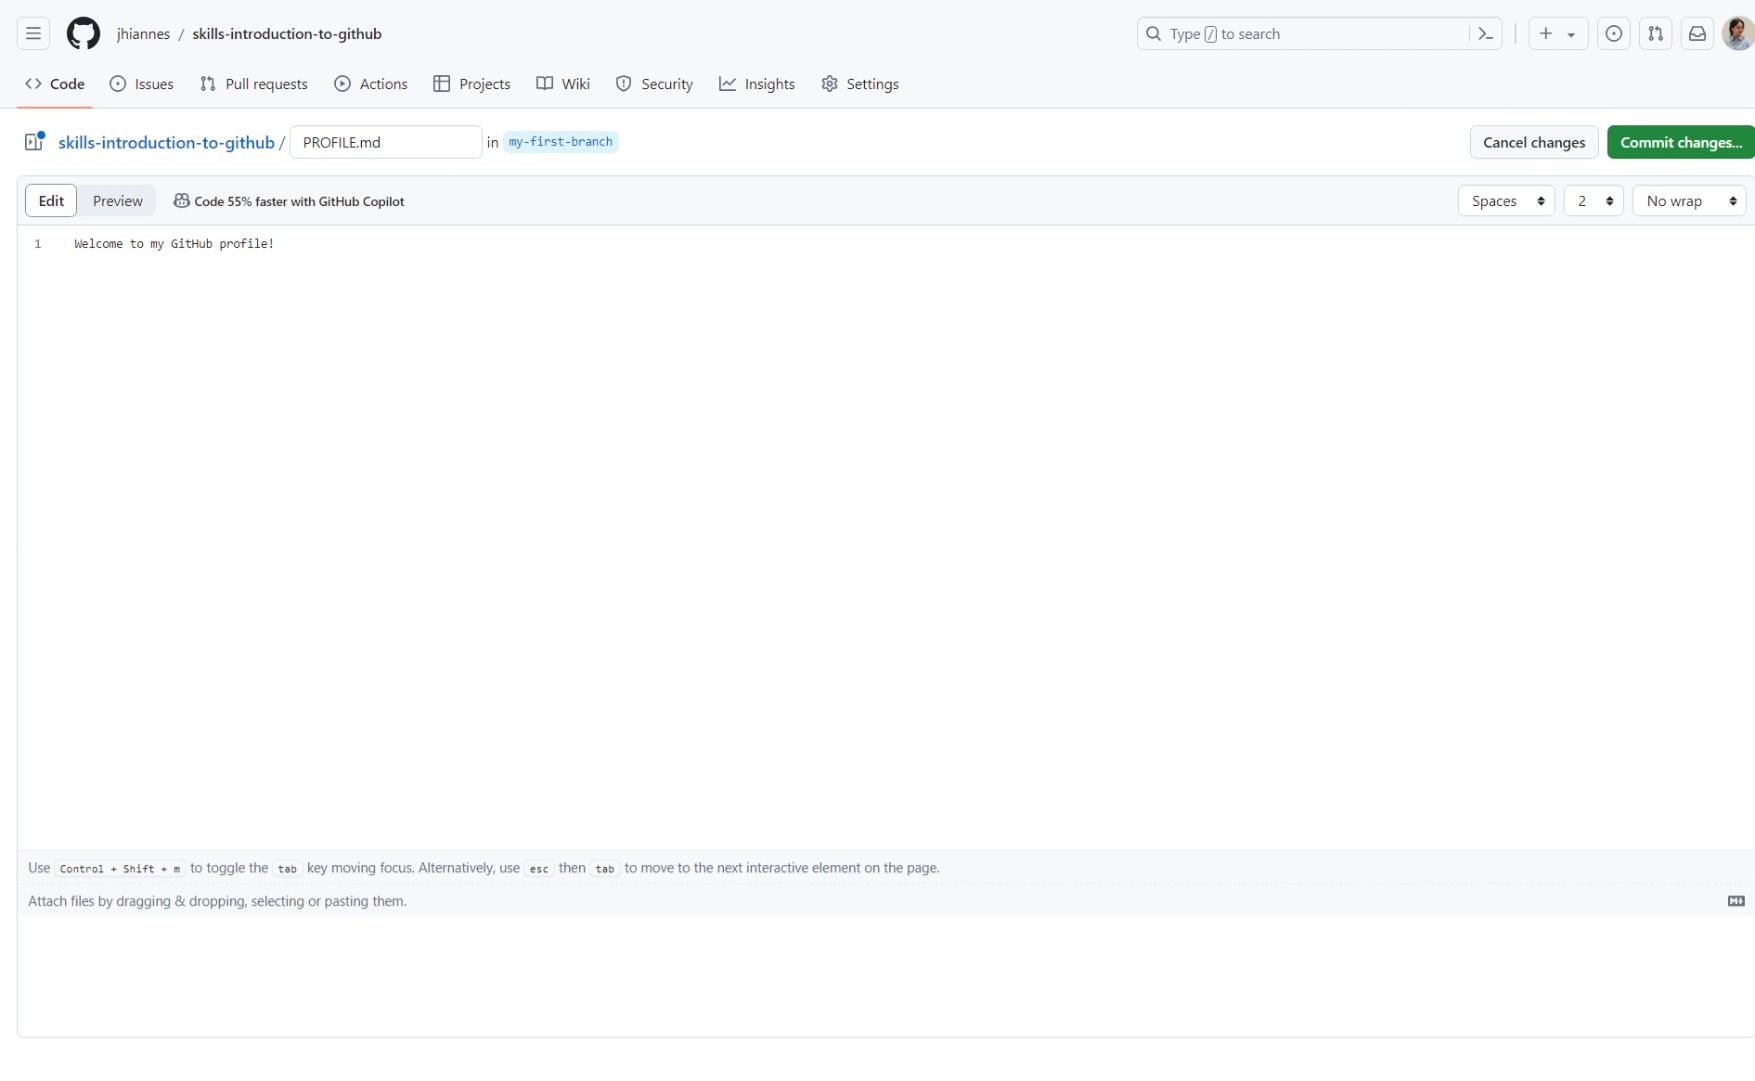 jhiannes / skills-introduction-to-github
Type / to search
Code Issues Pull requests Actions Projects Wiki Security Insights Settings
skills-introduction-to-github / PROFILE.md in my-first-branch Cancel changes Commit changes...
Edit Preview Code 55% faster with GitHub Copilot Spaces 2 No wrap
1 Welcome to my GitHub profile!
Use Control + Shift + m to toggle the tab key moving focus. Alternatively, use esc then tab to move to the next interactive element on the page.
Attach files by dragging & dropping, selecting or pasting them.